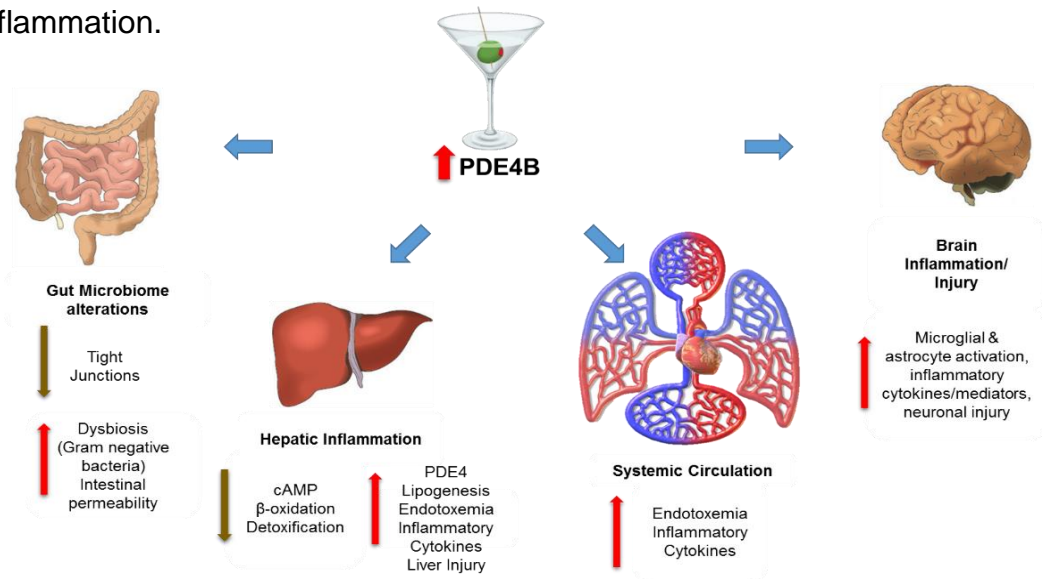 flammation.
PDE4B
Gut Microbiome
alterations
Tight
Junctions
Dysbiosis
(Gram negative
bacteria)
Intestinal
permeability
Hepatic Inflammation
cAMP
β-oxidation
Detoxification
PDE4
Lipogenesis
Endotoxemia
Inflammatory
Cytokines
Liver Injury
Systemic Circulation
Endotoxemia
Inflammatory
Cytokines
Brain
Inflammation/
Injury
Microglial &
astrocyte activation,
inflammatory
cytokines/mediators,
neuronal injury